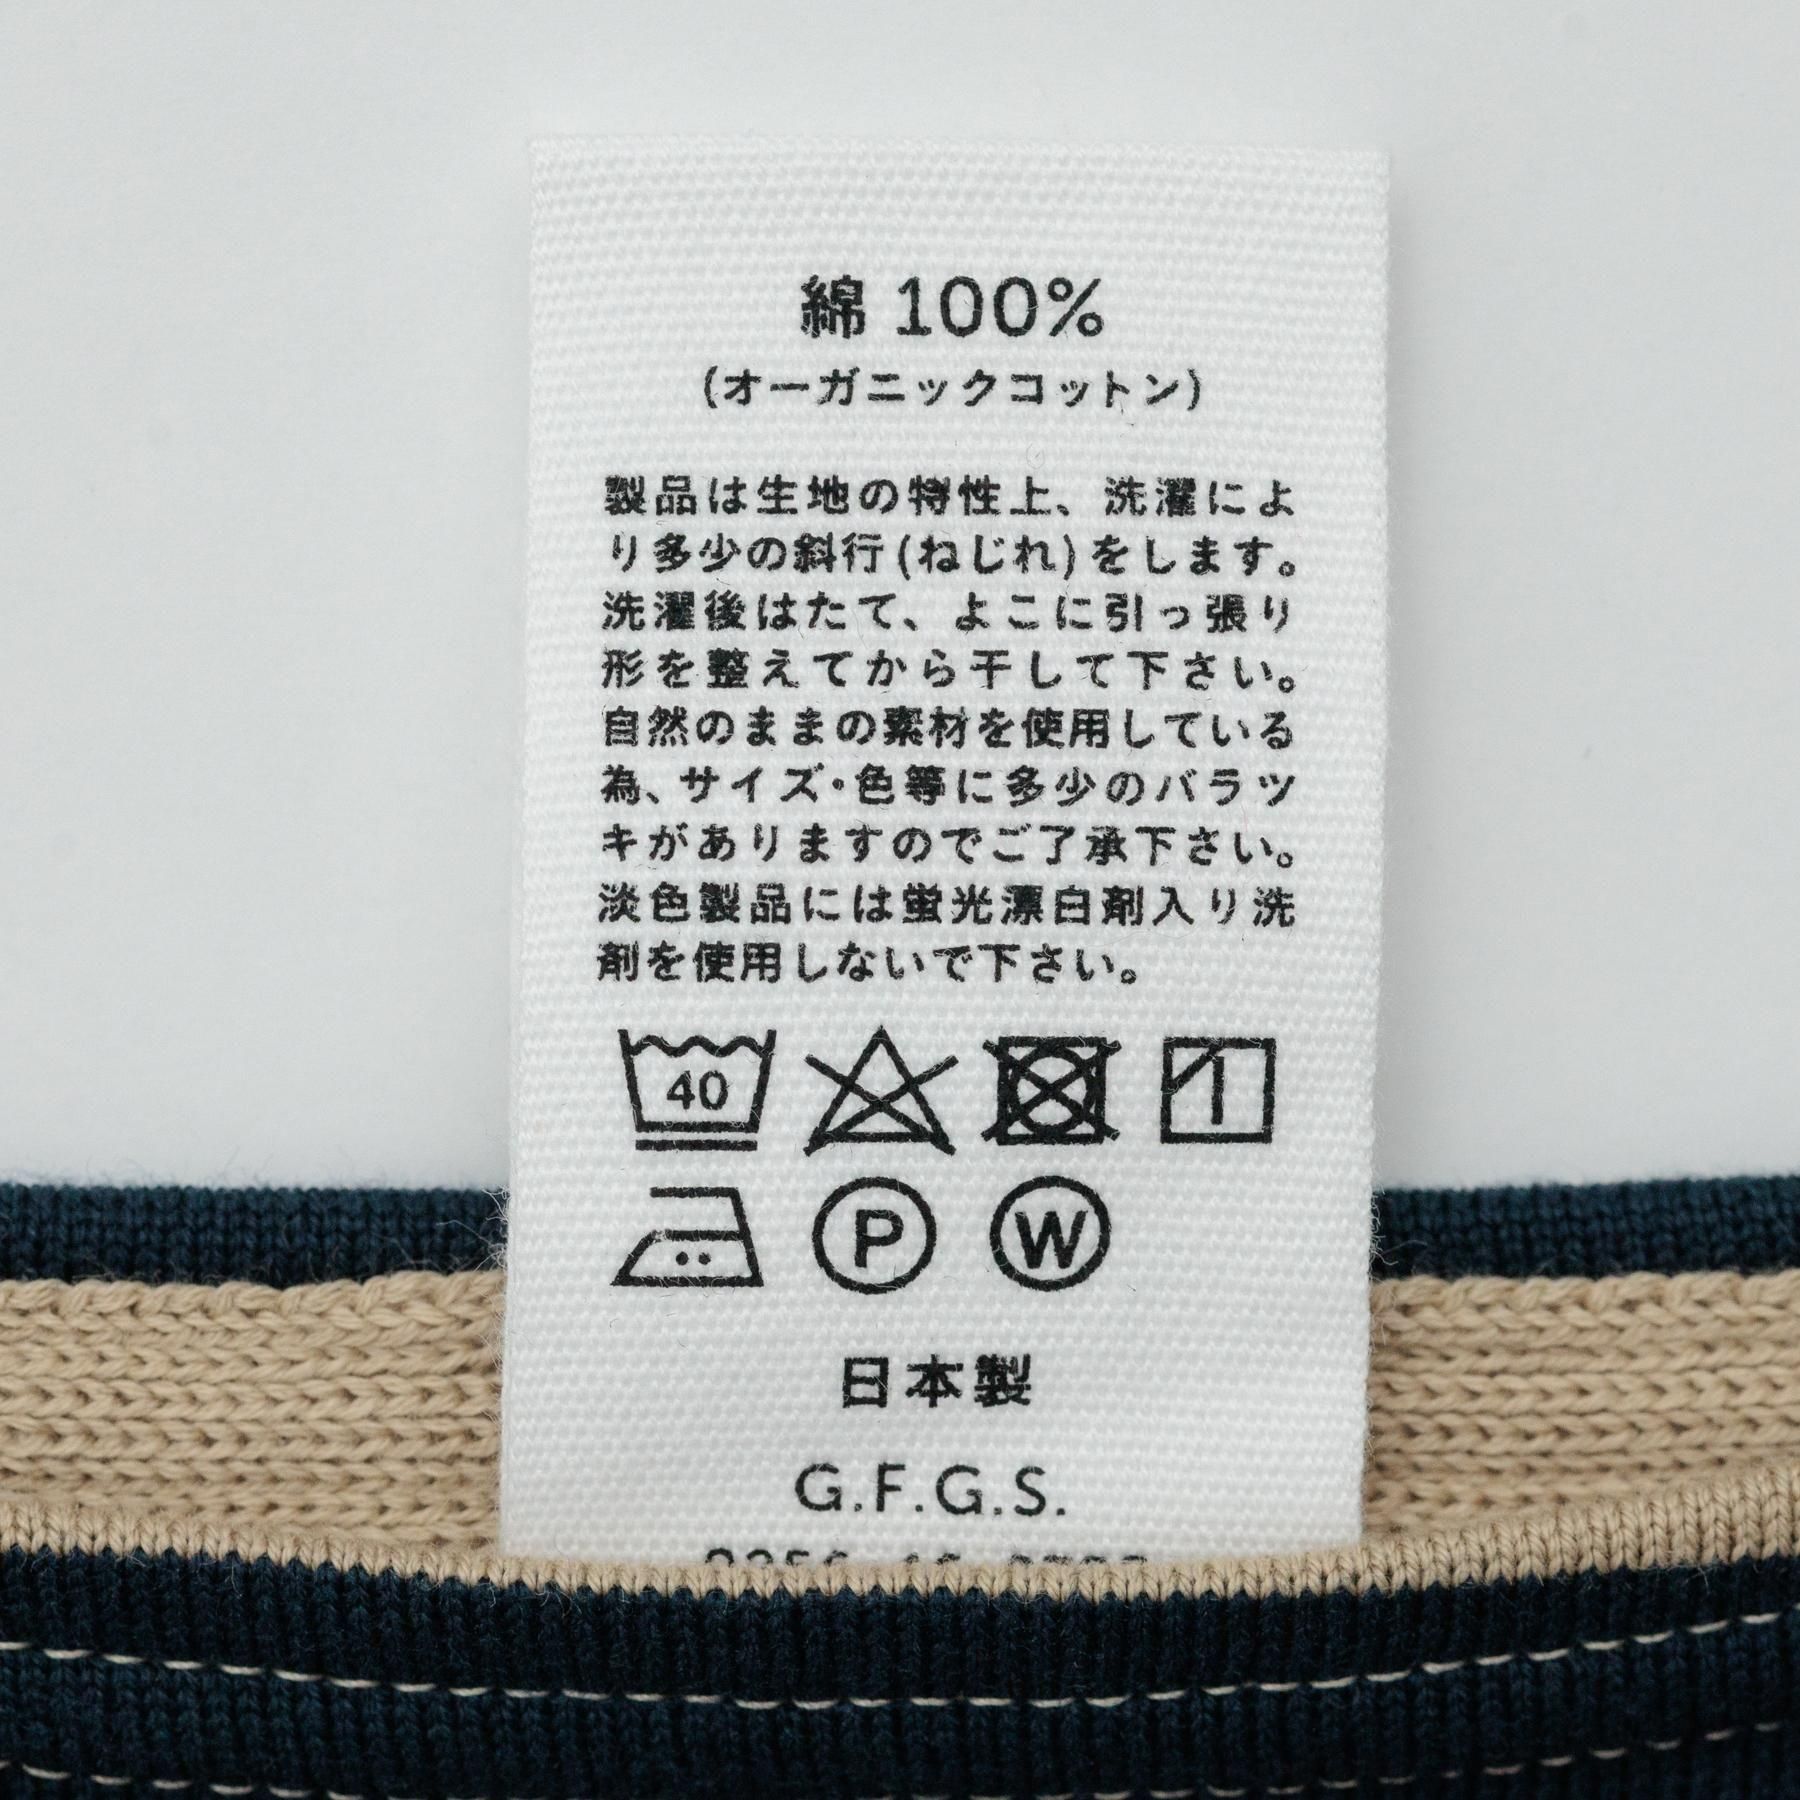 綿 100%
(オーガニックコットン)
製品は生地の特性上、洗濯によ
り多少の斜行(ねじれ)をします。
洗濯後はたて、よこに引っ張り
形を整えてから干して下さい。
自然のままの素材を使用している
為、サイズ・色等に多少のバラツ
キがありますのでご了承下さい。
淡色製品には蛍光漂白剤入り洗
剤を使用しないで下さい。
40
P W
日本製
G.F.G.S.